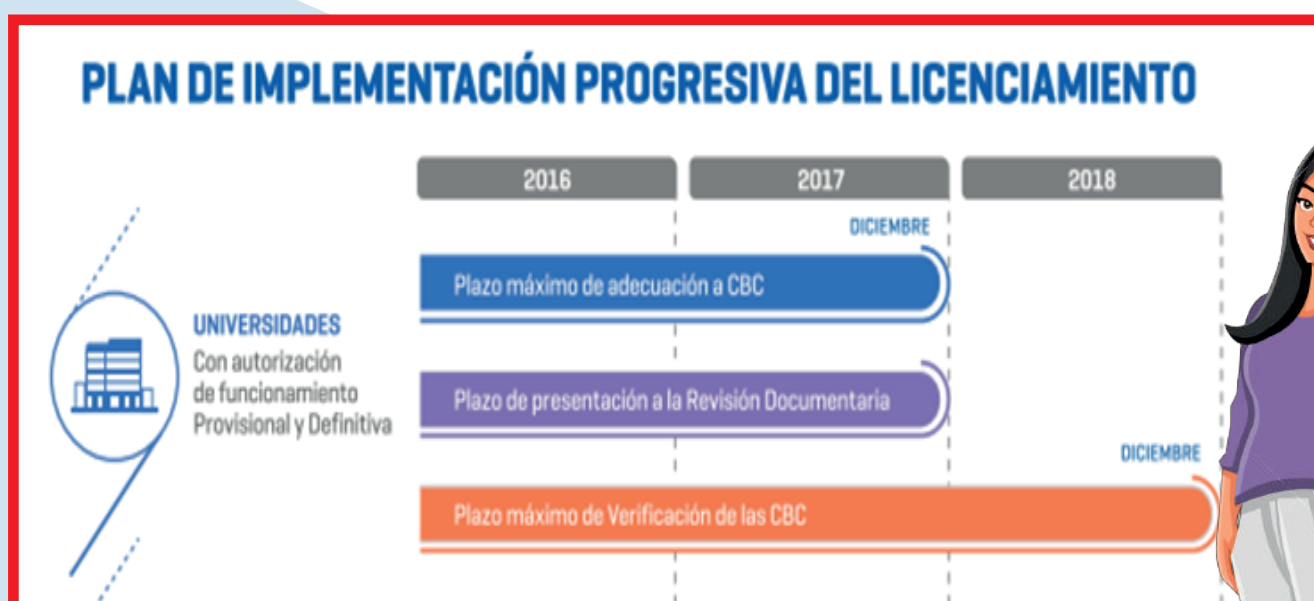 PLAN DE IMPLEMENTACIÓN PROGRESIVA DEL LICENCIAMIENTO
2016
2017
2018
DICIEMBRE
Plazo máximo de adecuación a CBC
UNIVERSIDADES
Con autorización
de funcionamiento
Provisional y Definitiva
Plazo de presentación a la Revisión Documentaria
DICIEMBRE
Plazo máximo de Verificación de las CBC